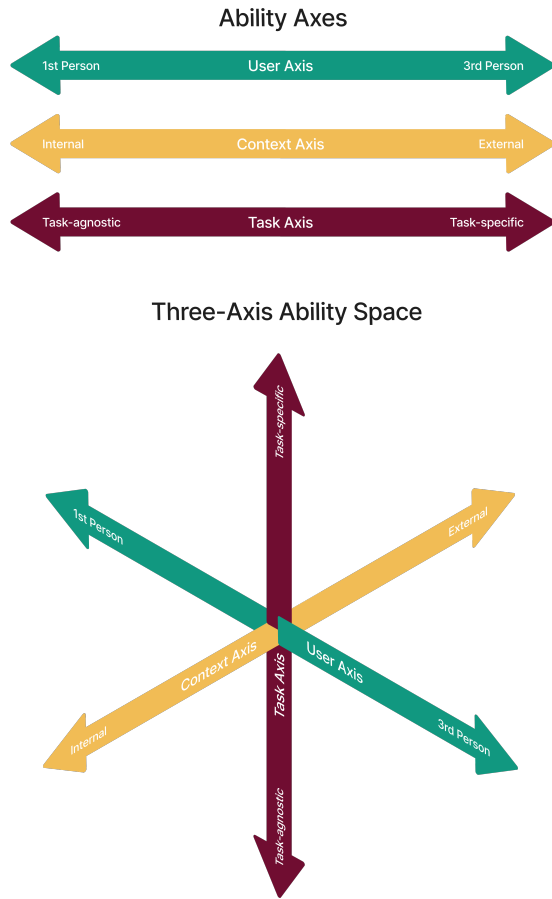 Ability Axes
1st Person User Axis 3rd Person
Internal Context Axis External
Task-agnostic Task Axis Task-specific
Three-Axis Ability Space
Task-specific
1st Person
External
Context Axis
User Axis
Task Axis
Internal
3rd Person
Task-agnostic